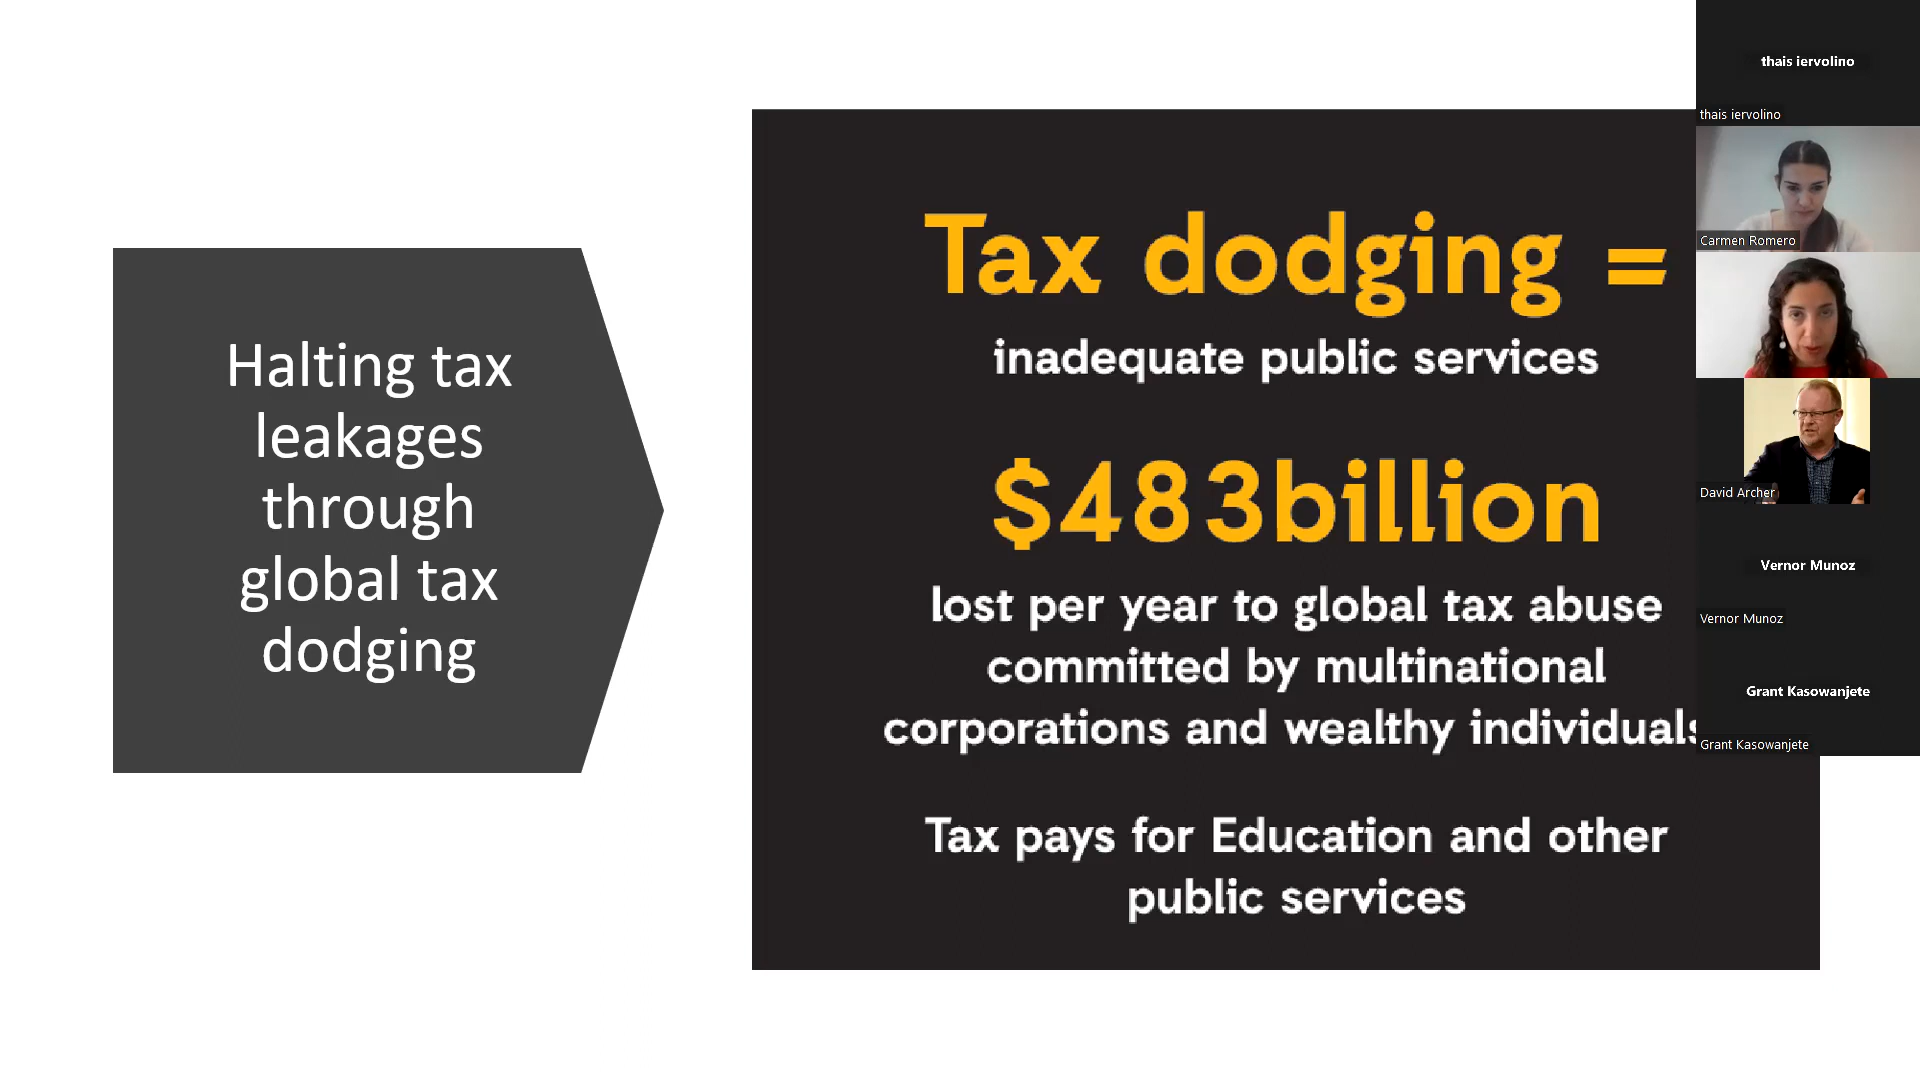 Halting tax
leakages
through
global tax
dodging
Tax dodging =
inadequate public services
$483billion
lost per year to global tax abuse
committed by multinational
corporations and wealthy individuals
Tax pays for Education and other
public services
thais iervolino
thais iervolino
Carmen Romero
David Archer
Vernor Munoz
Vernor Munoz
Grant Kasowanjete
Grant Kasowanjete